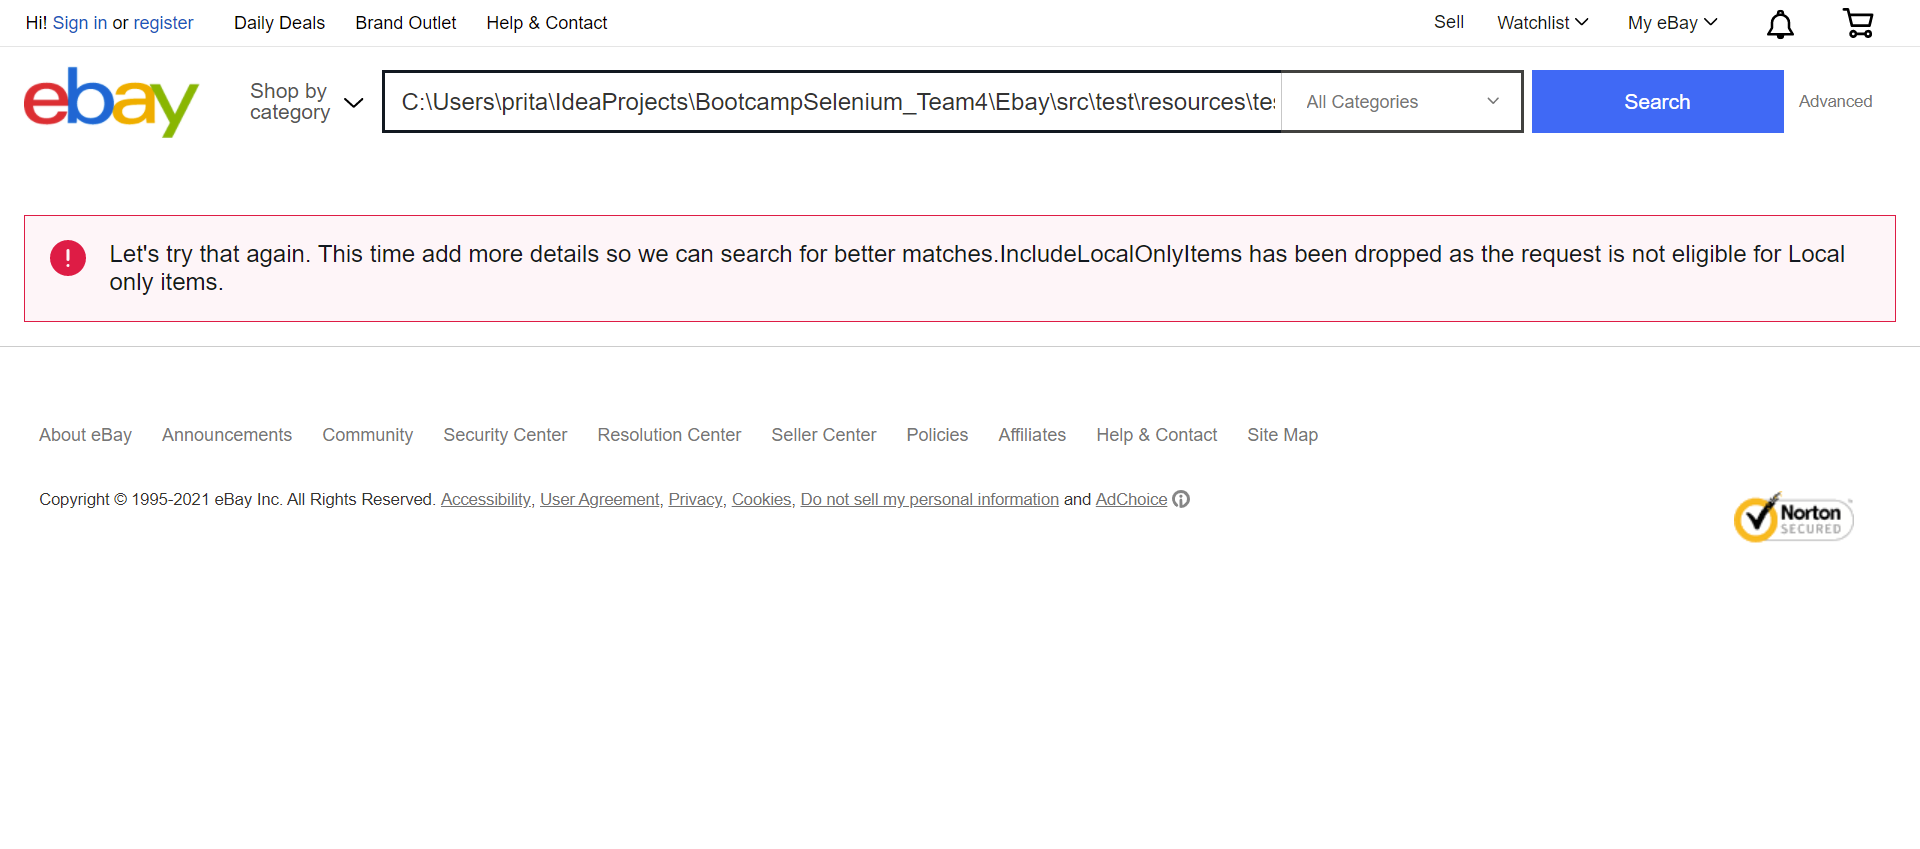 Hi! Sign in or register Daily Deals Brand Outlet Help & Contact Sell Watchlist My eBay
ebay
Shop by
category
C:\Users\prita\IdeaProjects\BootcampSelenium_Team4\Ebay\src\test\resources\te All Categories Search Advanced
Let's try that again. This time add more details so we can search for better matches.IncludeLocalOnlyItems has been dropped as the request is not eligible for Local
only items.
About eBay Announcements Community Security Center Resolution Center Seller Center Policies Affiliates Help & Contact Site Map
Copyright © 1995-2021 eBay Inc. All Rights Reserved. Accessibility, User Agreement, Privacy, Cookies, Do not sell my personal information and AdChoice
Norton
SECURED